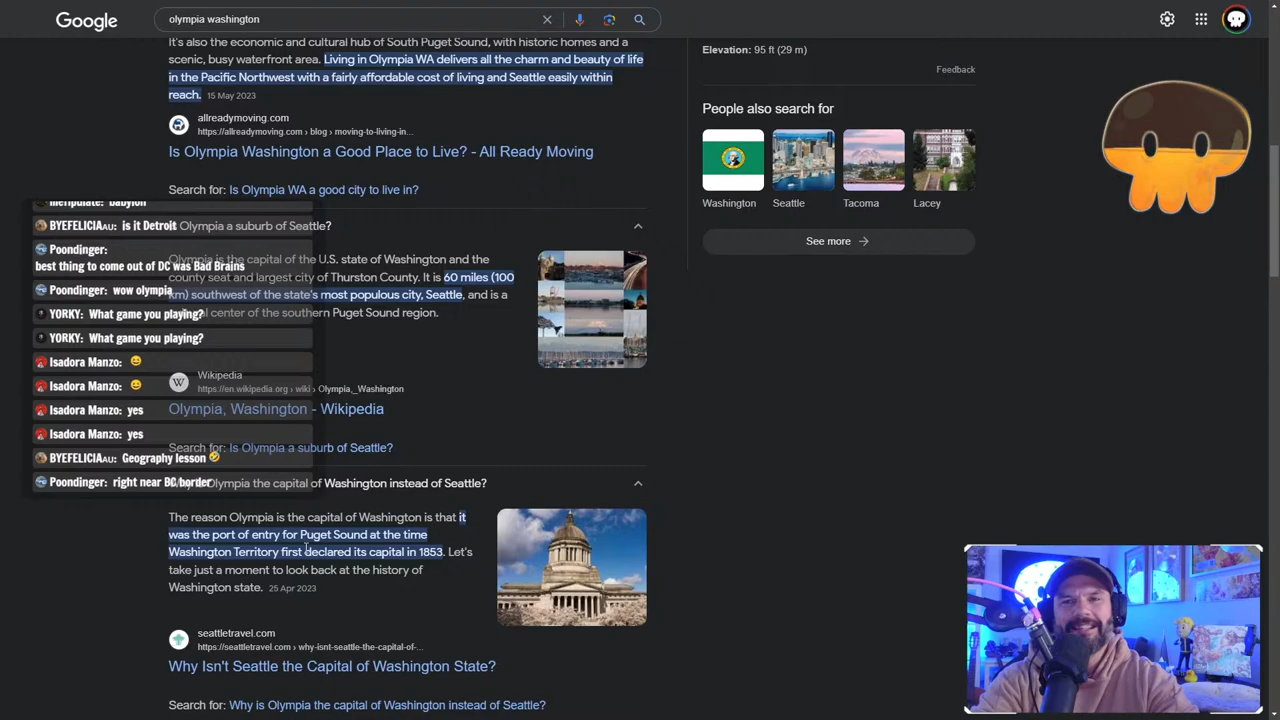 Google
olympia washington
It's also the economic and cultural hub of South Puget Sound, with historic homes and a
scenic, busy waterfront area. Living in Olympia WA delivers all the charm and beauty of life
in the Pacific Northwest with a fairly affordable cost of living and Seattle easily within
reach. 15 May 2023
allreadymoving.com
https://allreadymoving.com › blog › moving-to-living-in...
Is Olympia Washington a Good Place to Live? - All Ready Moving
Search for: Is Olympia WA a good city to live in?
meripulate: babylon
BYEFELICIAAU: is it Detroit
Olympia a suburb of Seattle?
Poondinger:
best thing to come out of DC was Bad Brains
Olympia is the capital of the U.S. state of Washington and the
county seat and largest city of Thurston County. It is 60 miles (100
km) southwest of the state's most populous city, Seattle, and is a
center of the southern Puget Sound region.
Poondinger: wow olympia
YORKY: What game you playing?
YORKY: What game you playing?
Isadora Manzo: 😄
Isadora Manzo: 😄
Isadora Manzo: yes
Isadora Manzo: yes
BYEFELICIAAU: Geography lesson 🤣
Poondinger: right near BC border
W
Wikipedia
https://en.wikipedia.org › wiki › Olympia,_Washington
Olympia, Washington - Wikipedia
Search for: Is Olympia a suburb of Seattle?
Olympia the capital of Washington instead of Seattle?
The reason Olympia is the capital of Washington is that it
was the port of entry for Puget Sound at the time
Washington Territory first declared its capital in 1853. Let's
take just a moment to look back at the history of
Washington state. 25 Apr 2023
seattletravel.com
https://seattletravel.com › why-isnt-seattle-the-capital-of-...
Why Isn't Seattle the Capital of Washington State?
Search for: Why is Olympia the capital of Washington instead of Seattle?
Elevation: 95 ft (29 m)
Feedback
People also search for
Washington
Seattle
Tacoma
Lacey
See more →